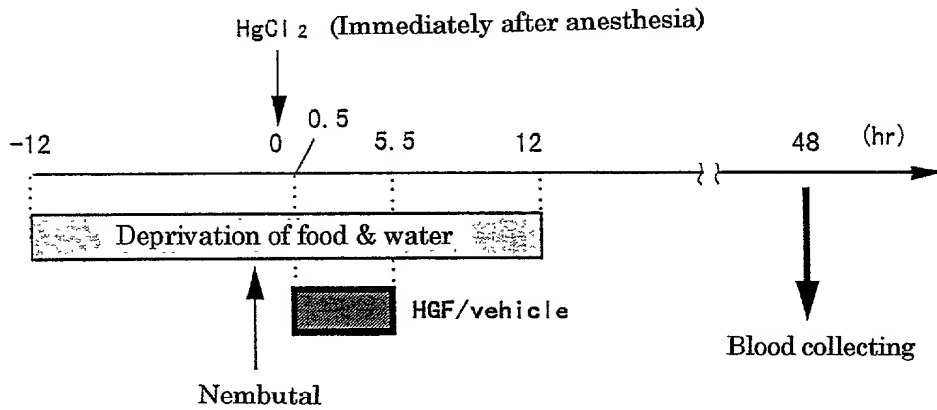 HgCl2 (Immediately after anesthesia)
0.5
-12 0 5.5 12 48 (hr)
Deprivation of food & water
HGF/vehicle
Blood collecting
Nembutal